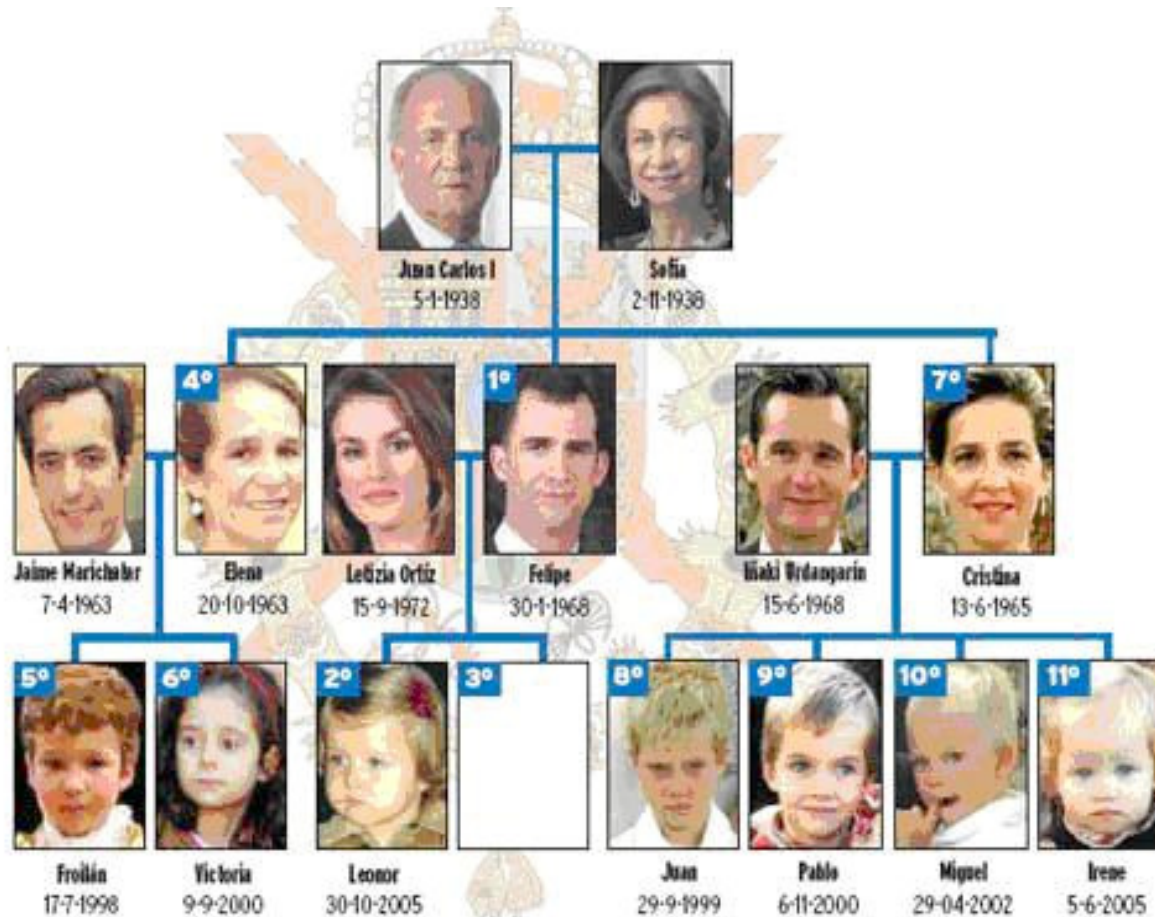 Juan Carlos I
5-1-1938
Sofía
2-11-1938
4º
1º
7º
Jaime Marichalar
7-4-1963
Elena
20-10-1963
Letizia Ortiz
15-9-1972
Felipe
30-1-1968
Iñaki Urdangarín
15-6-1968
Cristina
13-6-1965
5º
6º
2º
3º
8º
9º
10º
11º
Froilán
17-7-1998
Victoria
9-9-2000
Leonor
30-10-2005
Juan
29-9-1999
Pablo
6-11-2000
Miguel
29-04-2002
Irene
5-6-2005